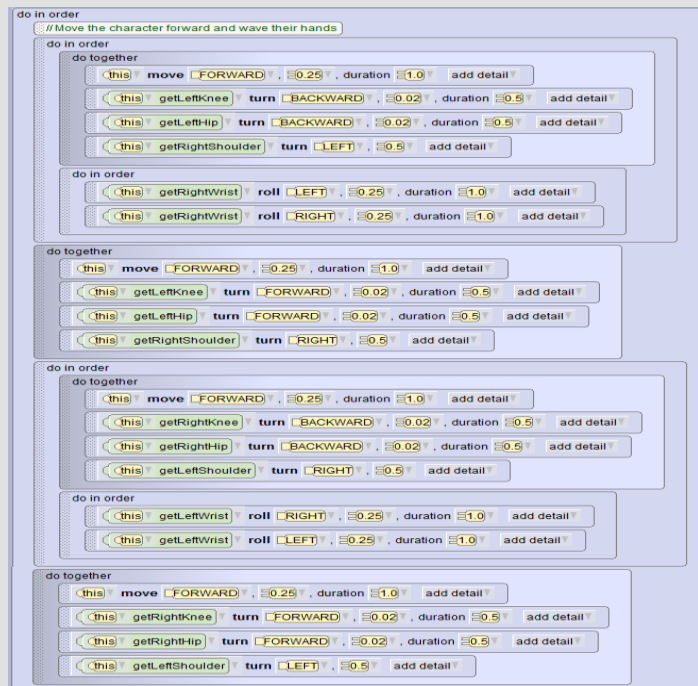 do in order
// Move the character forward and wave their hands
do in order
do together
this move FORWARD , 0.25 , duration 1.0 add detail
this getLeftKnee turn BACKWARD , 0.02 , duration 0.5 add detail
this getLeftHip turn BACKWARD , 0.02 , duration 0.5 add detail
this getRightShoulder turn LEFT , 0.5 add detail
do in order
this getRightWrist roll LEFT , 0.25 , duration 1.0 add detail
this getRightWrist roll RIGHT , 0.25 , duration 1.0 add detail
do together
this move FORWARD , 0.25 , duration 1.0 add detail
this getLeftKnee turn FORWARD , 0.02 , duration 0.5 add detail
this getLeftHip turn FORWARD , 0.02 , duration 0.5 add detail
this getRightShoulder turn RIGHT , 0.5 add detail
do in order
do together
this move FORWARD , 0.25 , duration 1.0 add detail
this getRightKnee turn BACKWARD , 0.02 , duration 0.5 add detail
this getRightHip turn BACKWARD , 0.02 , duration 0.5 add detail
this getLeftShoulder turn RIGHT , 0.5 add detail
do in order
this getLeftWrist roll RIGHT , 0.25 , duration 1.0 add detail
this getLeftWrist roll LEFT , 0.25 , duration 1.0 add detail
do together
this move FORWARD , 0.25 , duration 1.0 add detail
this getRightKnee turn FORWARD , 0.02 , duration 0.5 add detail
this getRightHip turn FORWARD , 0.02 , duration 0.5 add detail
this getLeftShoulder turn LEFT , 0.5 add detail